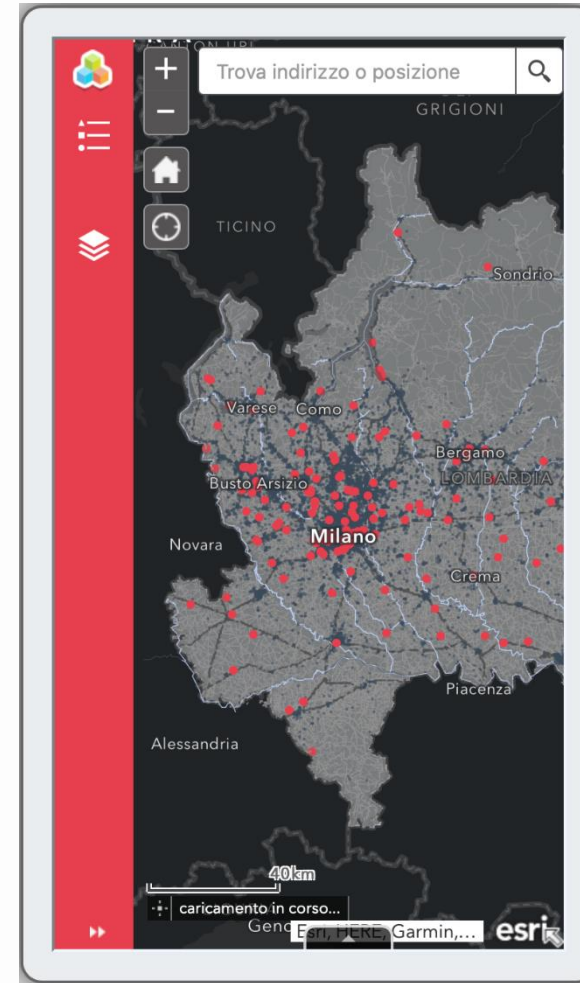 Trova indirizzo o posizione
GRIGIONI
TICINO
Sondrio
Varese
Como
Bergamo
LOMBARDIA
Busto Arsizio
Milano
Novara
Crema
Piacenza
Alessandria
40km
caricamento in corso...
Esri, HERE, Garmin,...
esri